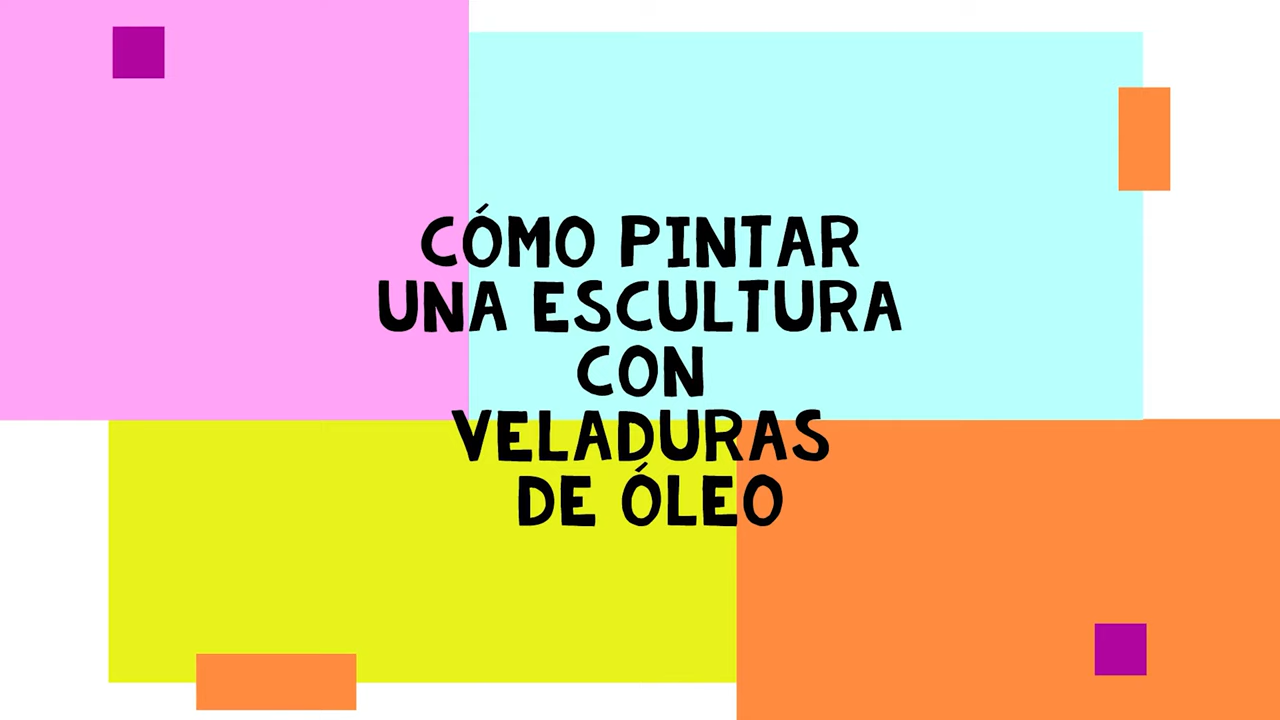 CÓMO PINTAR
UNA ESCULTURA
CON
VELADURAS
DE ÓLEO